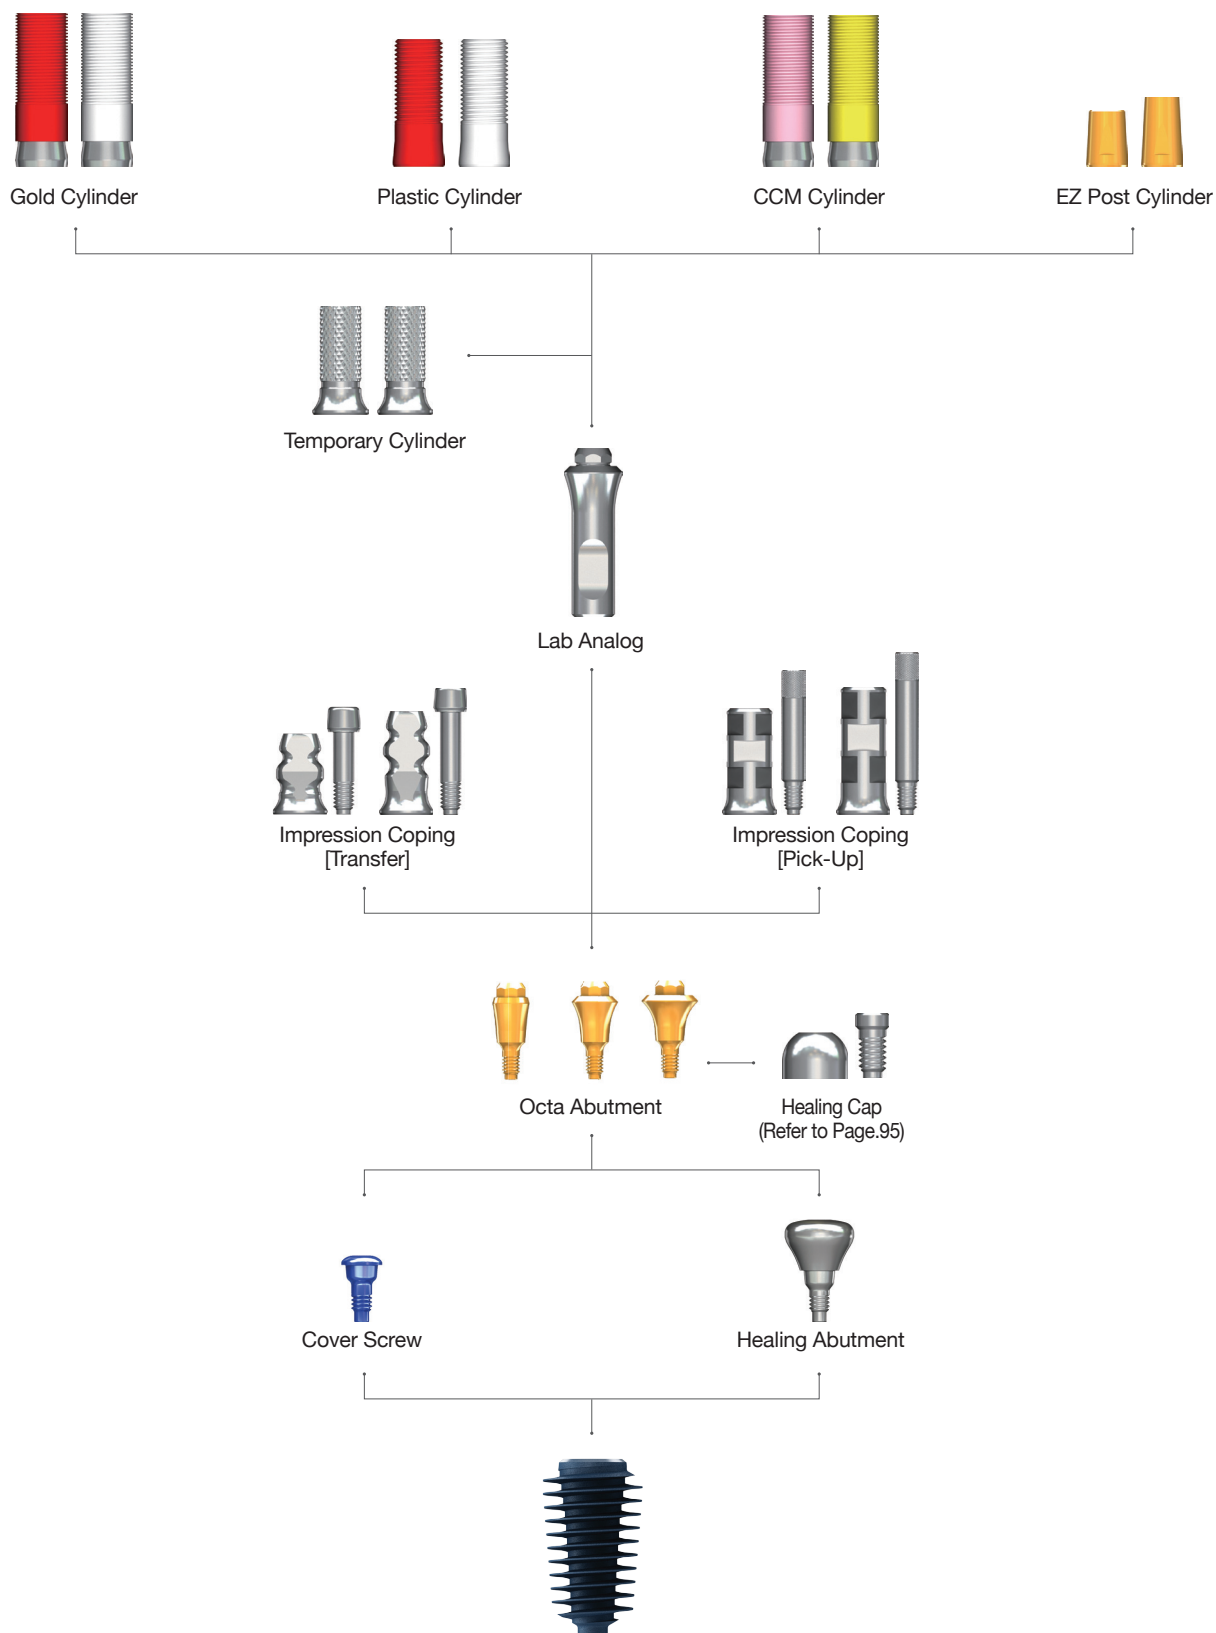 Gold Cylinder
Plastic Cylinder
CCM Cylinder
EZ Post Cylinder
Temporary Cylinder
Lab Analog
Impression Coping
[Transfer]
Impression Coping
[Pick-Up]
Octa Abutment
Healing Cap
(Refer to Page.95)
Cover Screw
Healing Abutment